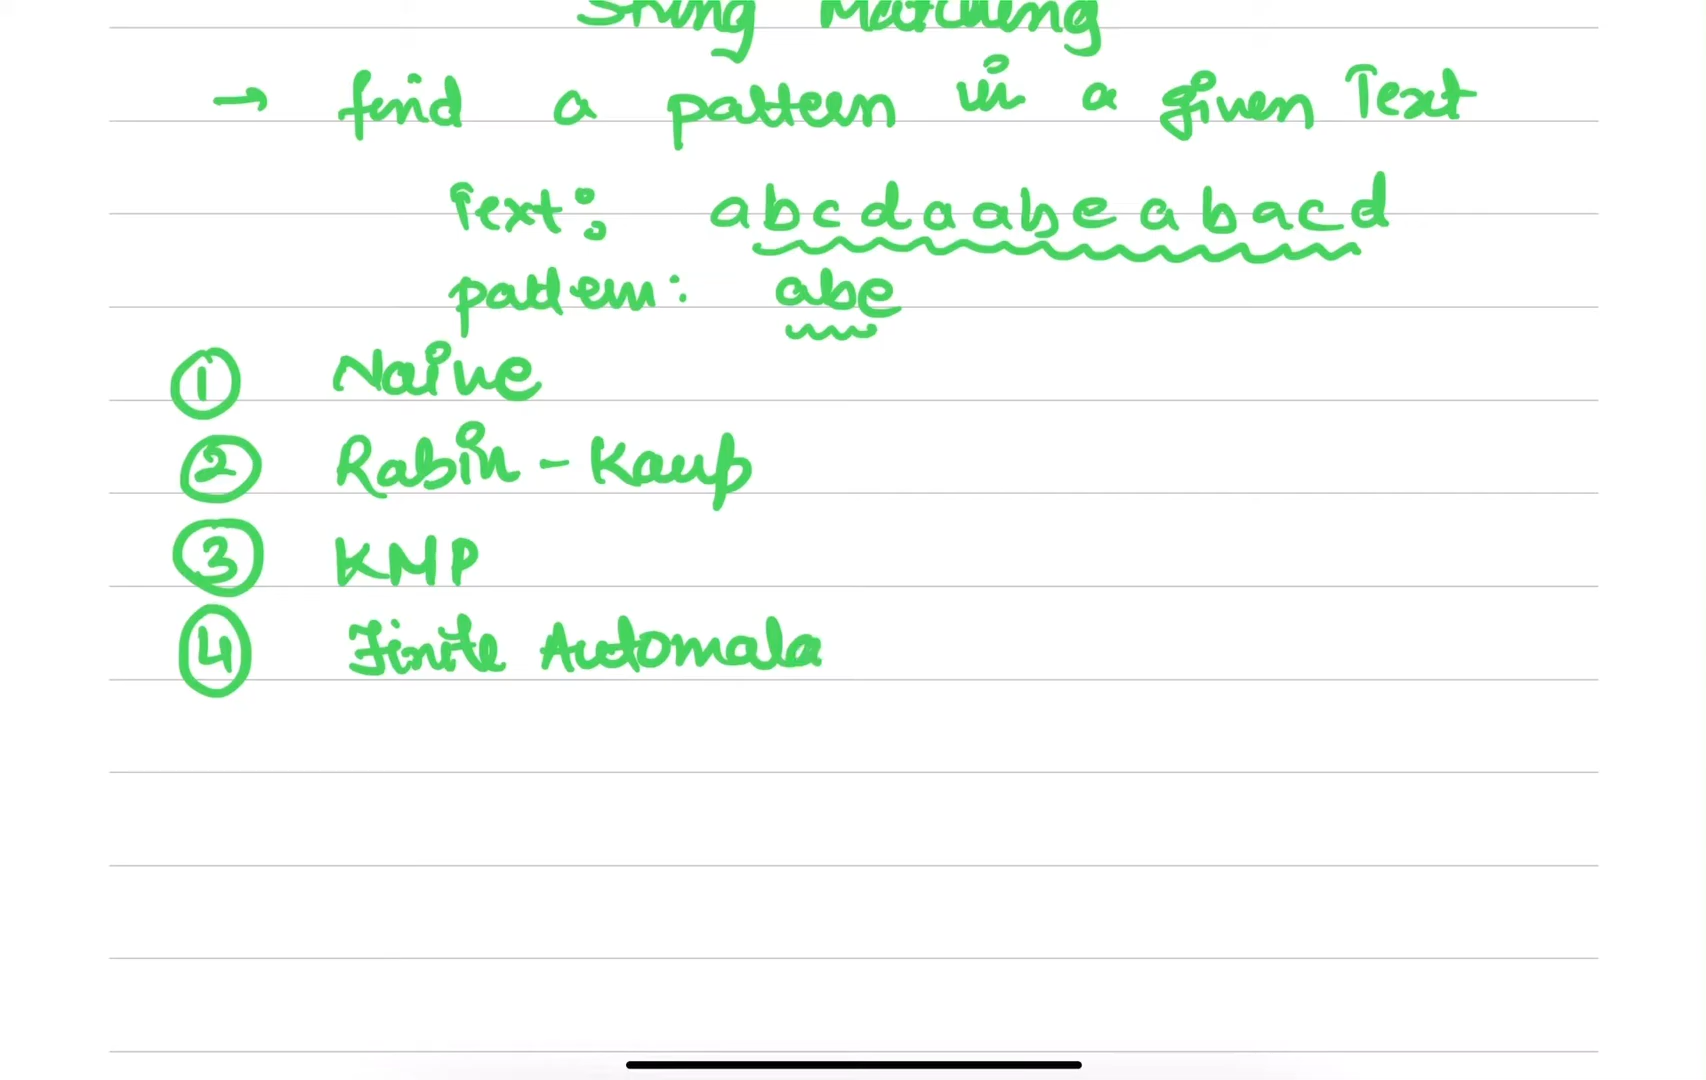 String Matching
→ find a pattern in a given Text
Text: abcdaabeabacd
pattern: abe
① Naive
② Rabin - Karp
③ KMP
④ Finite Automata